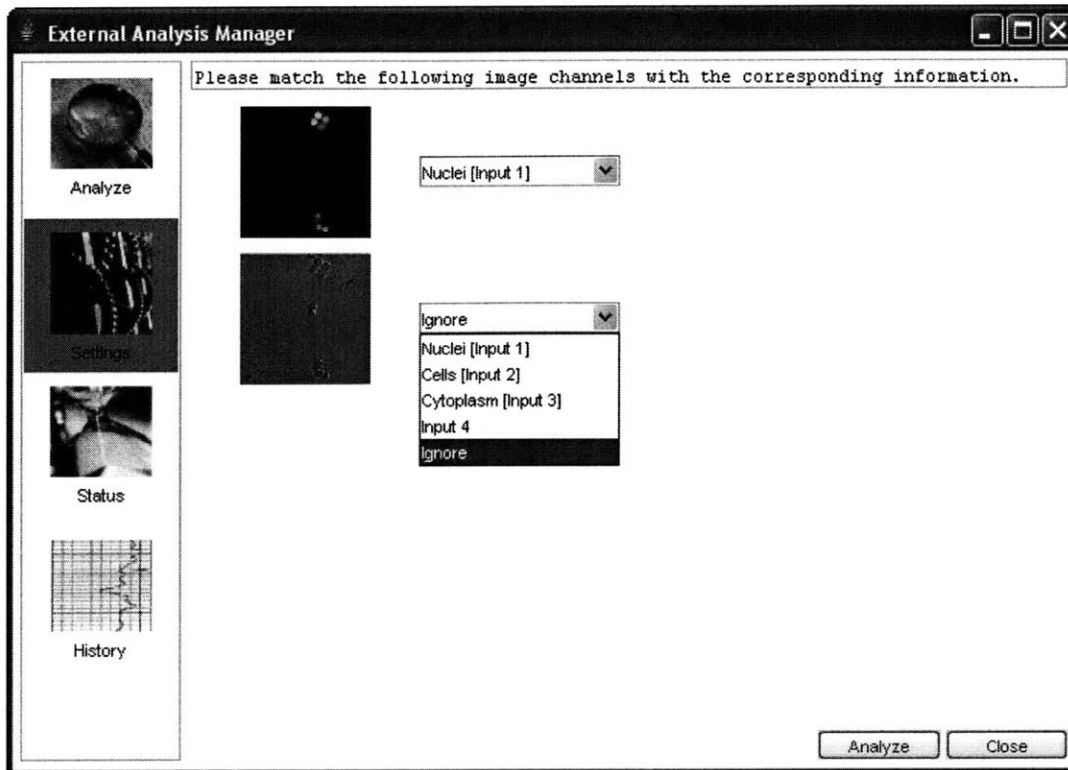 External Analysis Manager
Please match the following image channels with the corresponding information.
Analyze
Settings
Status
History
Nuclei [Input 1]
Ignore
Nuclei [Input 1]
Cells [Input 2]
Cytoplasm [Input 3]
Input 4
Ignore
Analyze
Close